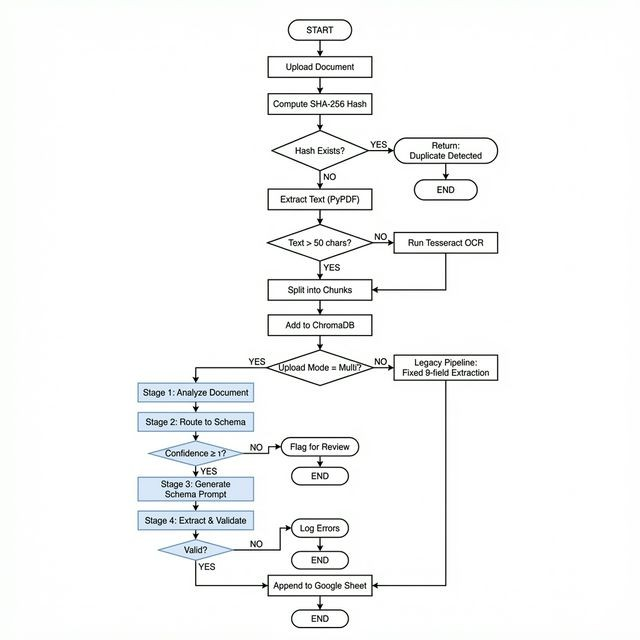 START
Upload Document
Compute SHA-256 Hash
Hash Exists?
YES
Return:
Duplicate Detected
END
NO
Extract Text (PyPDF)
Text > 50 chars?
NO
Run Tesseract OCR
YES
Split into Chunks
Add to ChromaDB
Upload Mode = Multi?
YES
NO
Legacy Pipeline:
Fixed 9-field Extraction
Stage 1: Analyze Document
Stage 2: Route to Schema
Confidence ≥ τ?
NO
Flag for Review
END
YES
Stage 3: Generate
Schema Prompt
Stage 4: Extract & Validate
Valid?
NO
Log Errors
END
YES
Append to Google Sheet
END